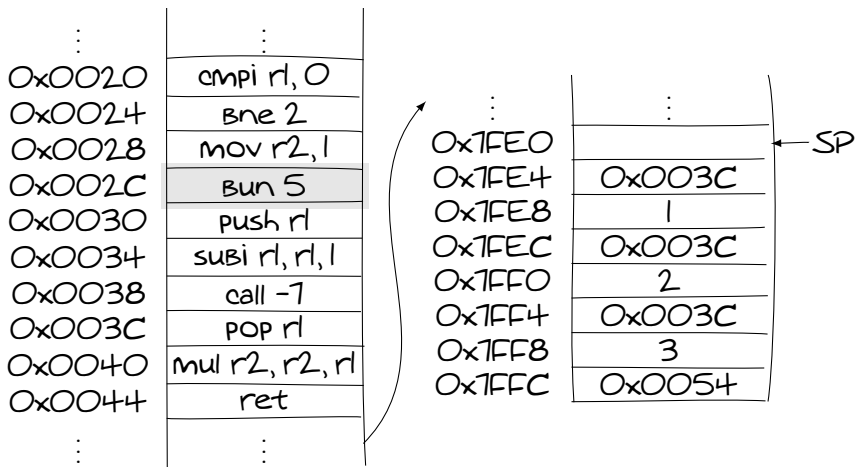 ⋮ ⋮
0x0020 cmpi r1, 0
0x0024 bne 2
0x0028 mov r2, 1
0x002C bun 5
0x0030 push r1
0x0034 subi r1, r1, 1
0x0038 call -7
0x003C pop r1
0x0040 mul r2, r2, r1
0x0044 ret
⋮ ⋮
⋮ ⋮
0x7FE0 SP
0x7FE4 0x003C
0x7FE8 1
0x7FEC 0x003C
0x7FF0 2
0x7FF4 0x003C
0x7FF8 3
0x7FFC 0x0054